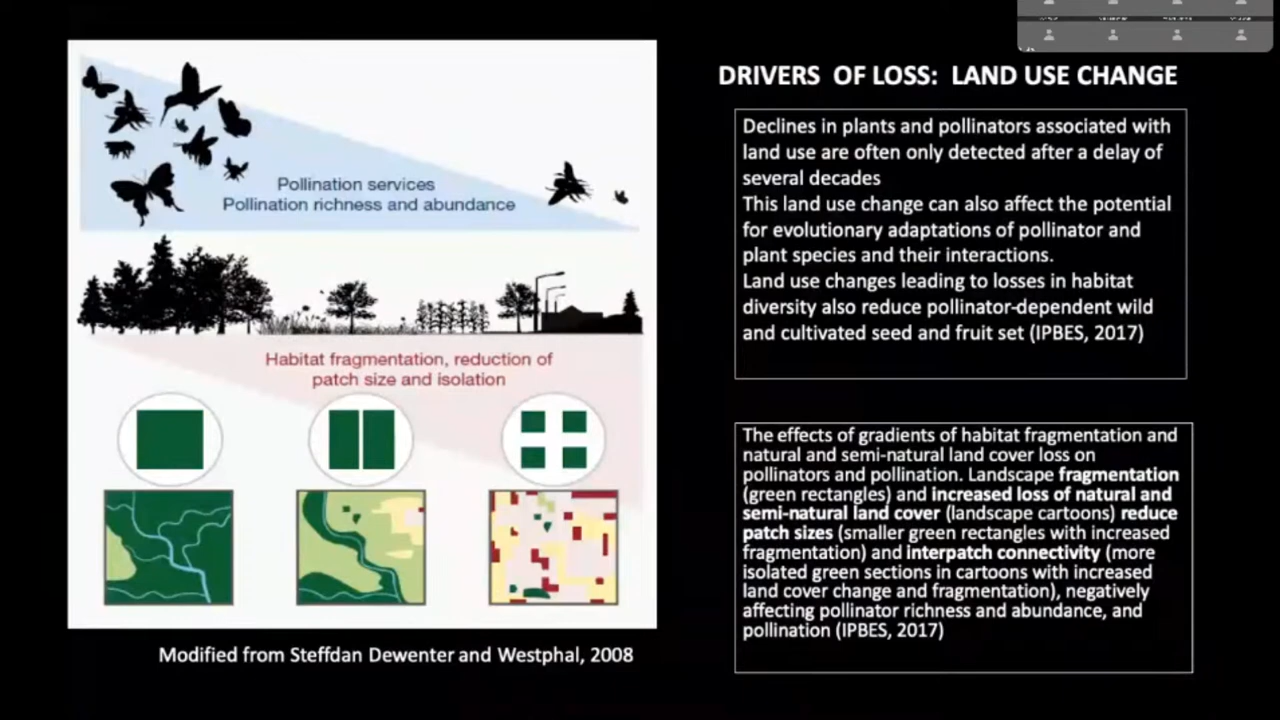 DRIVERS OF LOSS: LAND USE CHANGE
Pollination services
Pollination richness and abundance
Habitat fragmentation, reduction of
patch size and isolation
Modified from Steffdan Dewenter and Westphal, 2008
Declines in plants and pollinators associated with
land use are often only detected after a delay of
several decades
This land use change can also affect the potential
for evolutionary adaptations of pollinator and
plant species and their interactions.
Land use changes leading to losses in habitat
diversity also reduce pollinator-dependent wild
and cultivated seed and fruit set (IPBES, 2017)
The effects of gradients of habitat fragmentation and
natural and semi-natural land cover loss on
pollinators and pollination. Landscape fragmentation
(green rectangles) and increased loss of natural and
semi-natural land cover (landscape cartoons) reduce
patch sizes (smaller green rectangles with increased
fragmentation) and interpatch connectivity (more
isolated green sections in cartoons with increased
land cover change and fragmentation), negatively
affecting pollinator richness and abundance, and
pollination (IPBES, 2017)